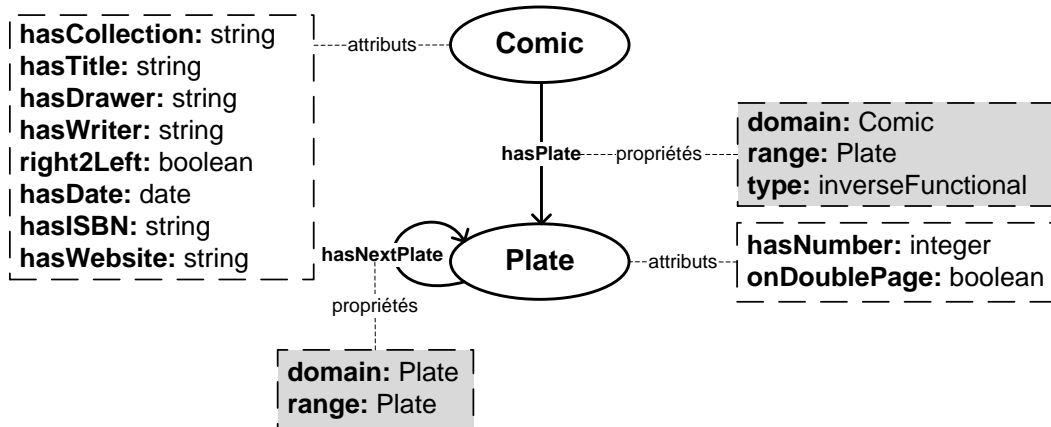 hasCollection: string
hasTitle: string
hasDrawer: string
hasWriter: string
right2Left: boolean
hasDate: date
hasISBN: string
hasWebsite: string
attributs
Comic
hasPlate
propriétés
domain: Comic
range: Plate
type: inverseFunctional
hasNextPlate
Plate
attributs
hasNumber: integer
onDoublePage: boolean
propriétés
domain: Plate
range: Plate